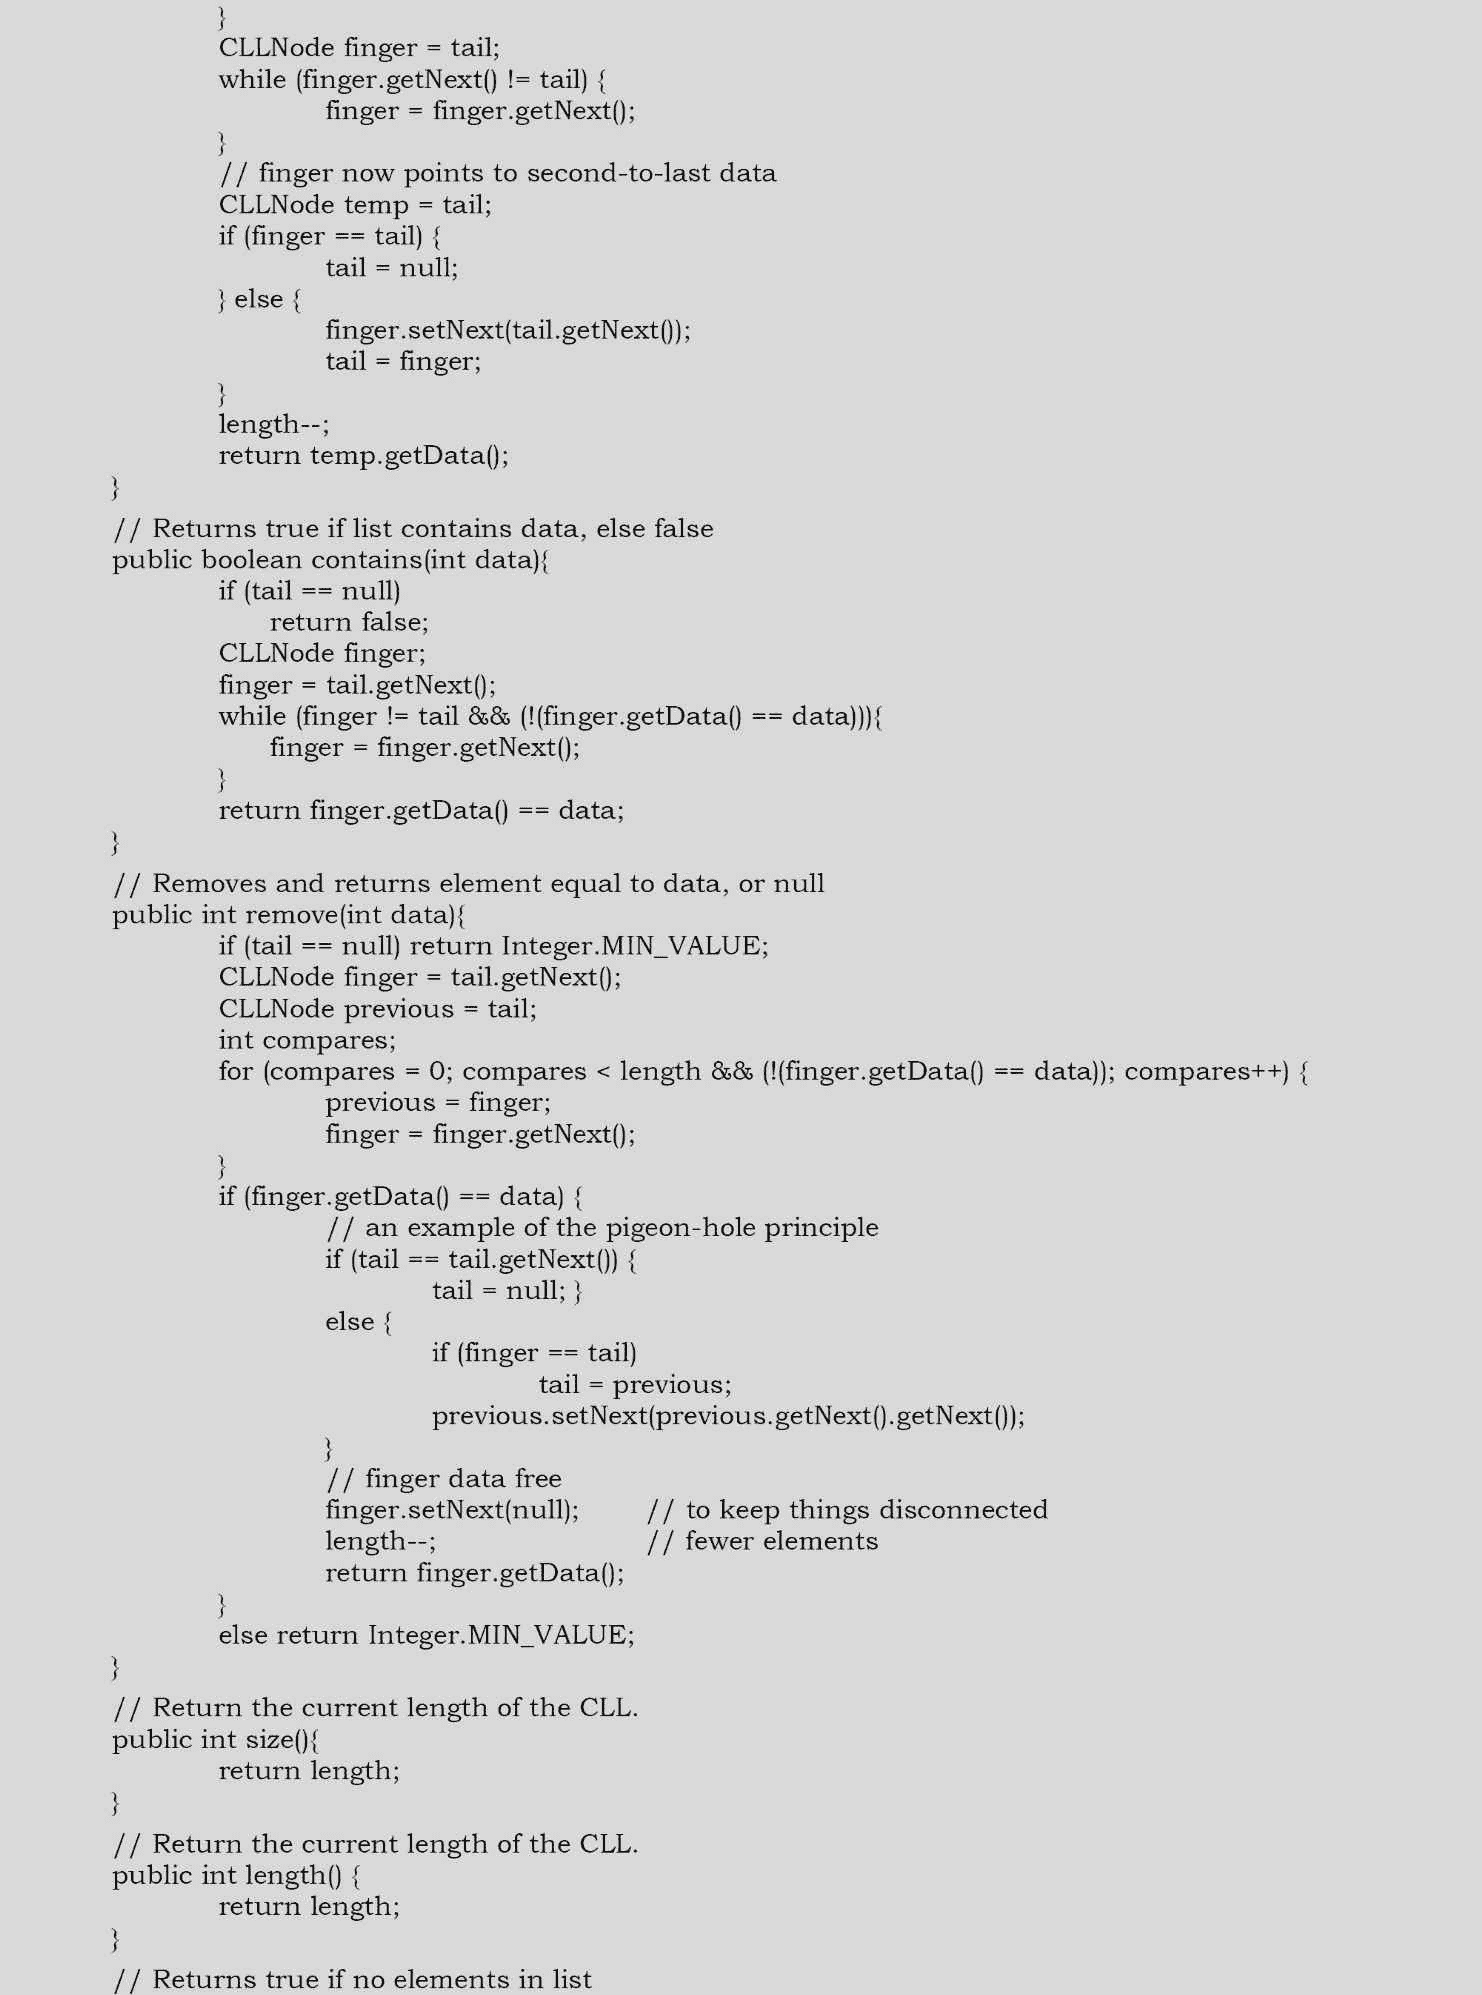 }
CLLNode finger = tail;
while (finger.getNext() != tail) {
finger = finger.getNext();
}
// finger now points to second-to-last data
CLLNode temp = tail;
if (finger == tail) {
tail = null;
} else {
finger.setNext(tail.getNext());
tail = finger;
}
length--;
return temp.getData();
}
// Returns true if list contains data, else false
public boolean contains(int data){
if (tail == null)
return false;
CLLNode finger;
finger = tail.getNext();
while (finger != tail && (!(finger.getData() == data))){
finger = finger.getNext();
}
return finger.getData() == data;
}
// Removes and returns element equal to data, or null
public int remove(int data){
if (tail == null) return Integer.MIN_VALUE;
CLLNode finger = tail.getNext();
CLLNode previous = tail;
int compares;
for (compares = 0; compares < length && (!(finger.getData() == data)); compares++) {
previous = finger;
finger = finger.getNext();
}
if (finger.getData() == data) {
// an example of the pigeon-hole principle
if (tail == tail.getNext()) {
tail = null; }
else {
if (finger == tail)
tail = previous;
previous.setNext(previous.getNext().getNext());
}
// finger data free
finger.setNext(null); // to keep things disconnected
length--; // fewer elements
return finger.getData();
}
else return Integer.MIN_VALUE;
}
// Return the current length of the CLL.
public int size(){
return length;
}
// Return the current length of the CLL.
public int length() {
return length;
}
// Returns true if no elements in list